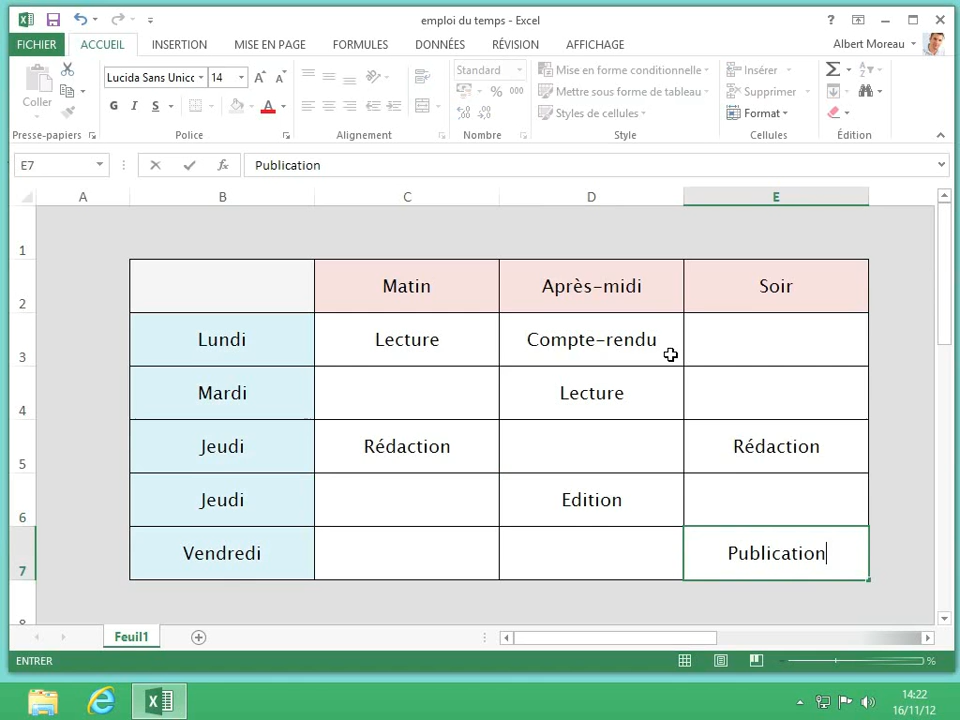 emploi du temps - Excel
FICHIER ACCUEIL INSERTION MISE EN PAGE FORMULES DONNÉES RÉVISION AFFICHAGE Albert Moreau
Coller
Presse-papiers
Lucida Sans Unicc 14
G I S A
Police
Alignement
Standard
% 000
Nombre
Mise en forme conditionnelle
Mettre sous forme de tableau
Styles de cellules
Style
Insérer
Supprimer
Format
Cellules
Édition
E7 fx Publication
A B C D E
1
2 Matin Après-midi Soir
3 Lundi Lecture Compte-rendu
4 Mardi Lecture
5 Jeudi Rédaction Rédaction
6 Jeudi Edition
7 Vendredi Publication
8
Feuil1
ENTRER %
14:22
16/11/12